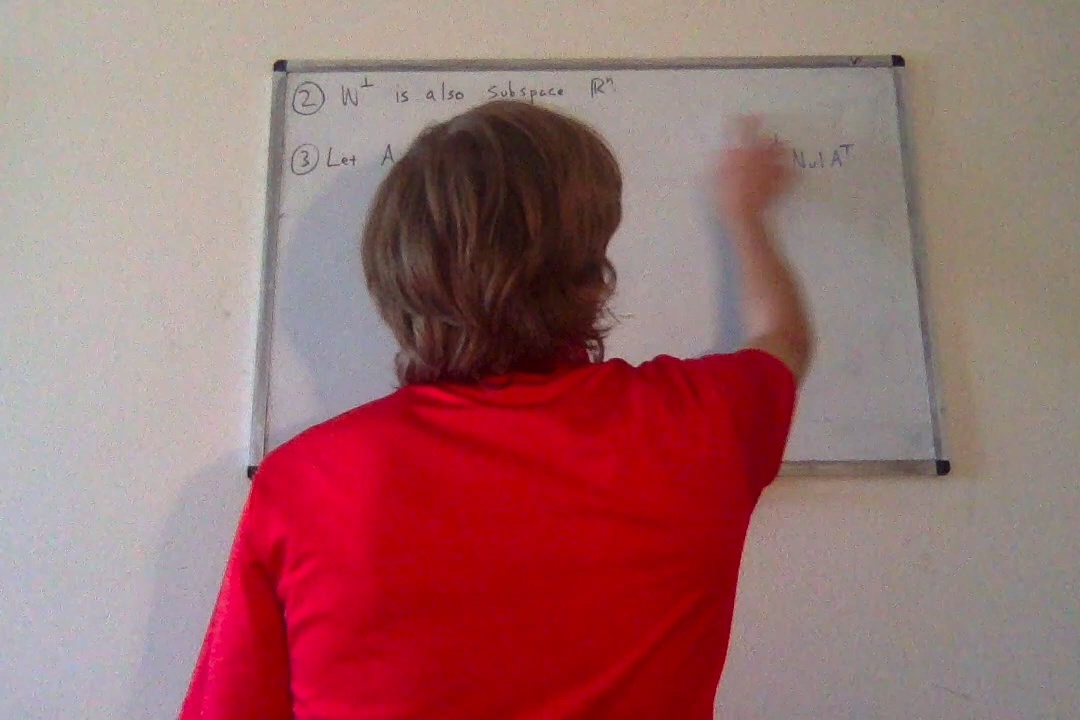 ② W⊥ is also subspace ℝⁿ.
③ Let A Nul Aᵀ